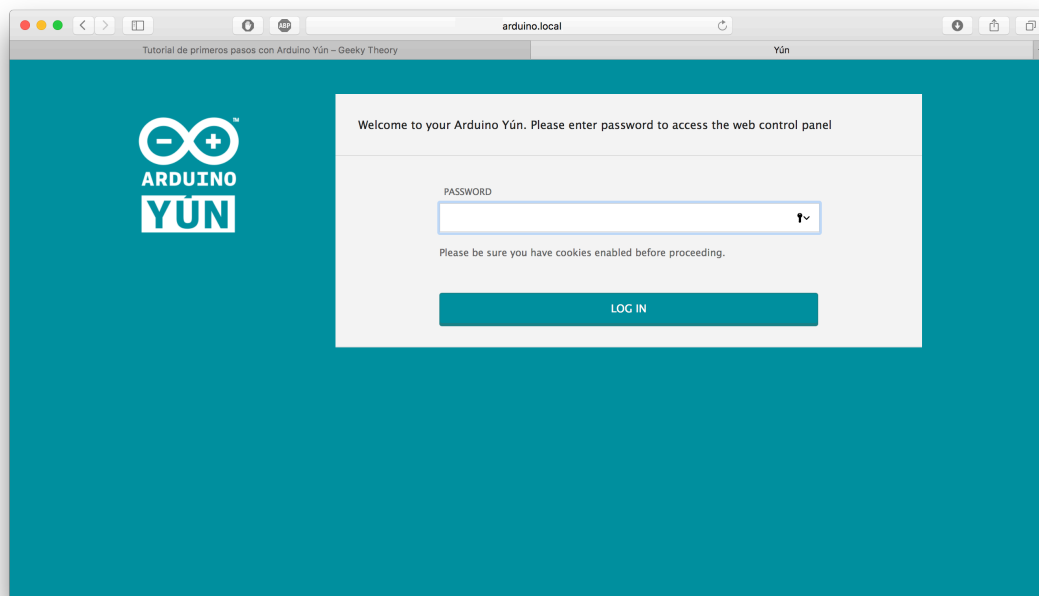 ABP
arduino.local
Tutorial de primeros pasos con Arduino Yún – Geeky Theory
Yún
TM
ARDUINO
YÚN
Welcome to your Arduino Yún. Please enter password to access the web control panel
PASSWORD
Please be sure you have cookies enabled before proceeding.
LOG IN